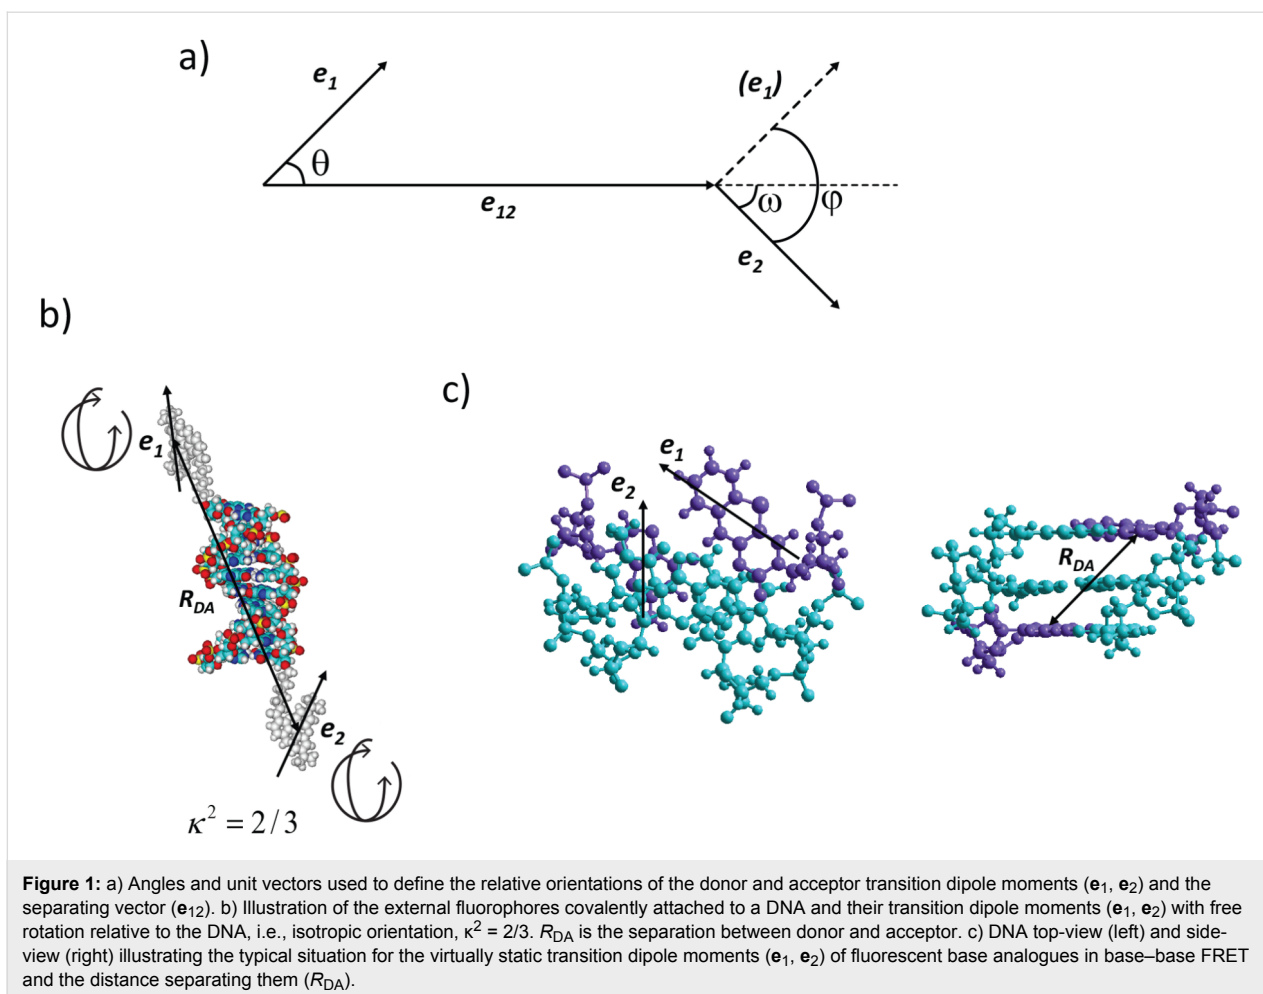 a)
e1
(e1)
θ
ω
φ
e12
e2
b)
c)
e1
RDA
e2
κ² = 2/3
e1
e2
RDA
Figure 1: a) Angles and unit vectors used to define the relative orientations of the donor and acceptor transition dipole moments (e1, e2) and the
separating vector (e12). b) Illustration of the external fluorophores covalently attached to a DNA and their transition dipole moments (e1, e2) with free
rotation relative to the DNA, i.e., isotropic orientation, κ² = 2/3. RDA is the separation between donor and acceptor. c) DNA top-view (left) and side-
view (right) illustrating the typical situation for the virtually static transition dipole moments (e1, e2) of fluorescent base analogues in base–base FRET
and the distance separating them (RDA).